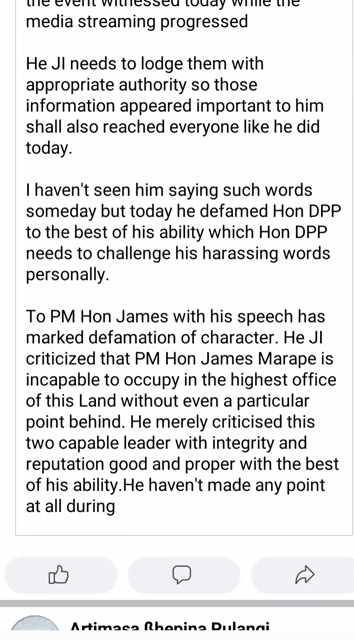 the event witnessed today while the
media streaming progressed
He JI needs to lodge them with
appropriate authority so those
information appeared important to him
shall also reached everyone like he did
today.
I haven't seen him saying such words
someday but today he defamed Hon DPP
to the best of his ability which Hon DPP
needs to challenge his harassing words
personally.
To PM Hon James with his speech has
marked defamation of character. He JI
criticized that PM Hon James Marape is
incapable to occupy in the highest office
of this Land without even a particular
point behind. He merely criticised this
two capable leader with integrity and
reputation good and proper with the best
of his ability.He haven't made any point
at all during
Artimasa ẞhepina Pulangi